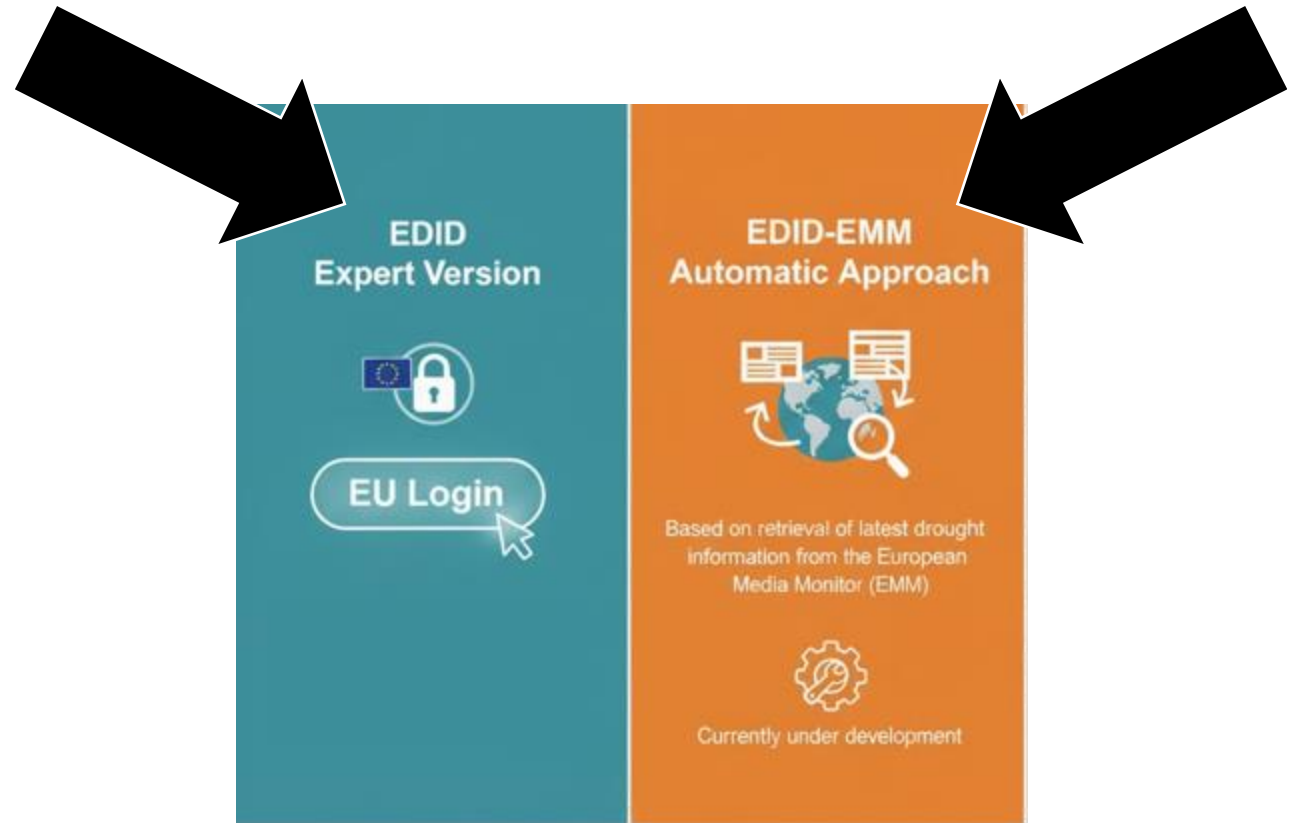 EDID
Expert Version
EU Login
EDID-EMM
Automatic Approach
Based on retrieval of latest drought
information from the European
Media Monitor (EMM)
Currently under development